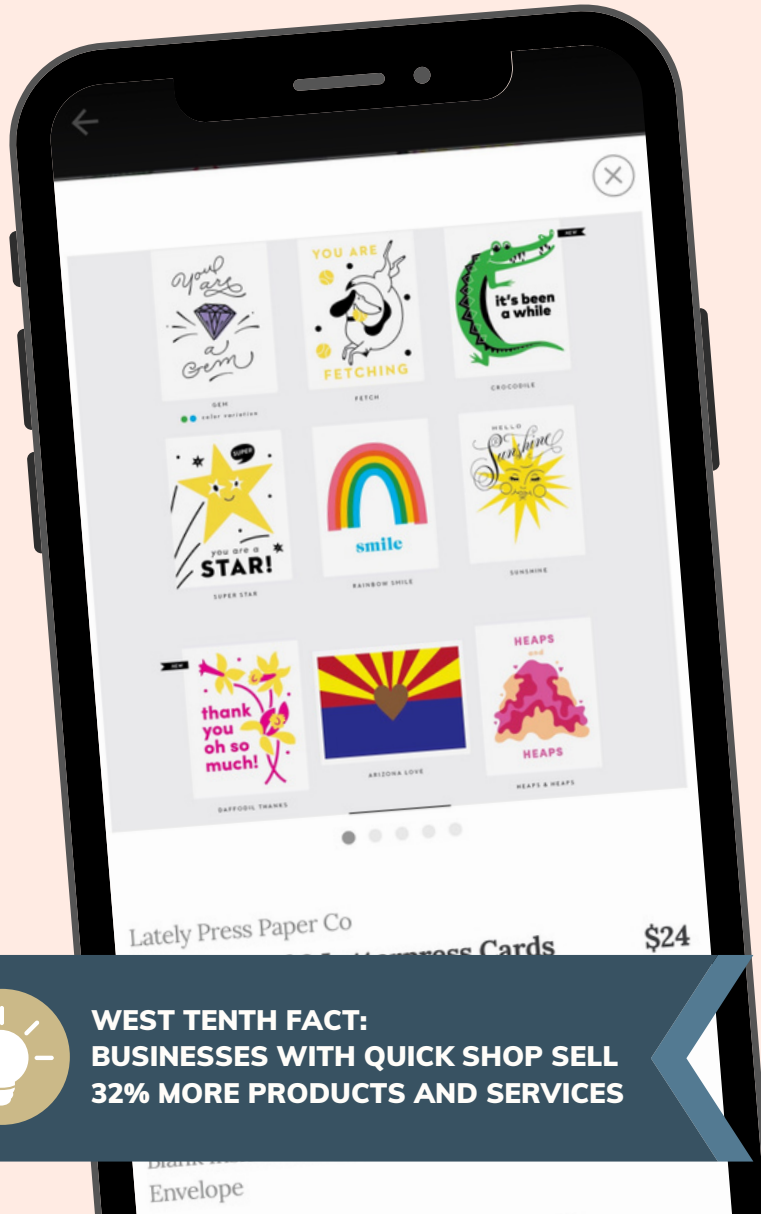 You
are
a
Gem
GEM
color variation
YOU ARE
FETCHING
FETCH
NEW
it's been
a while
CROCODILE
SUPER
you are a
STAR!
SUPER STAR
smile
RAINBOW SMILE
HELLO
Sunshine
SUNSHINE
NEW
thank
you
oh so
much!
DAFFODIL THANKS
ARIZONA LOVE
HEAPS
and
HEAPS
HEAPS & HEAPS
Lately Press Paper Co
Cards
$24
WEST TENTH FACT:
BUSINESSES WITH QUICK SHOP SELL
32% MORE PRODUCTS AND SERVICES
Envelope